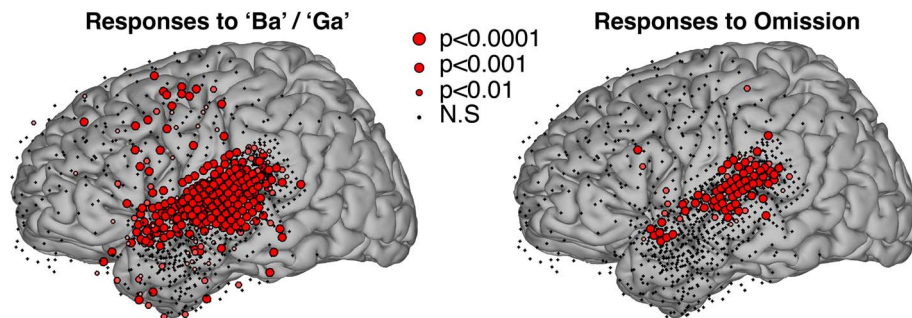 Responses to ‘Ba’ / ‘Ga’
Responses to Omission
p<0.0001
p<0.001
p<0.01
N.S